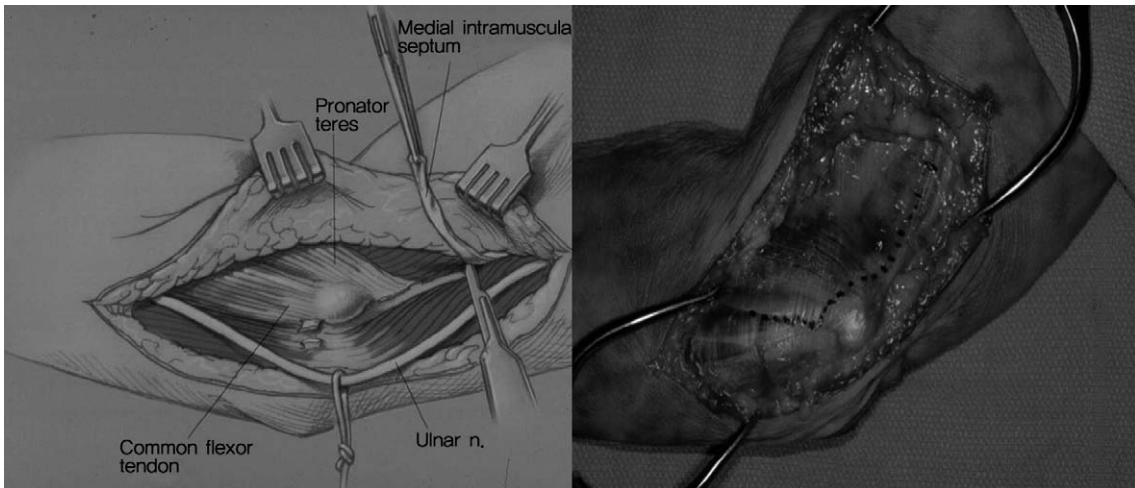 Medial intramuscula
septum
Pronator
teres
Common flexor
tendon
Ulnar n.